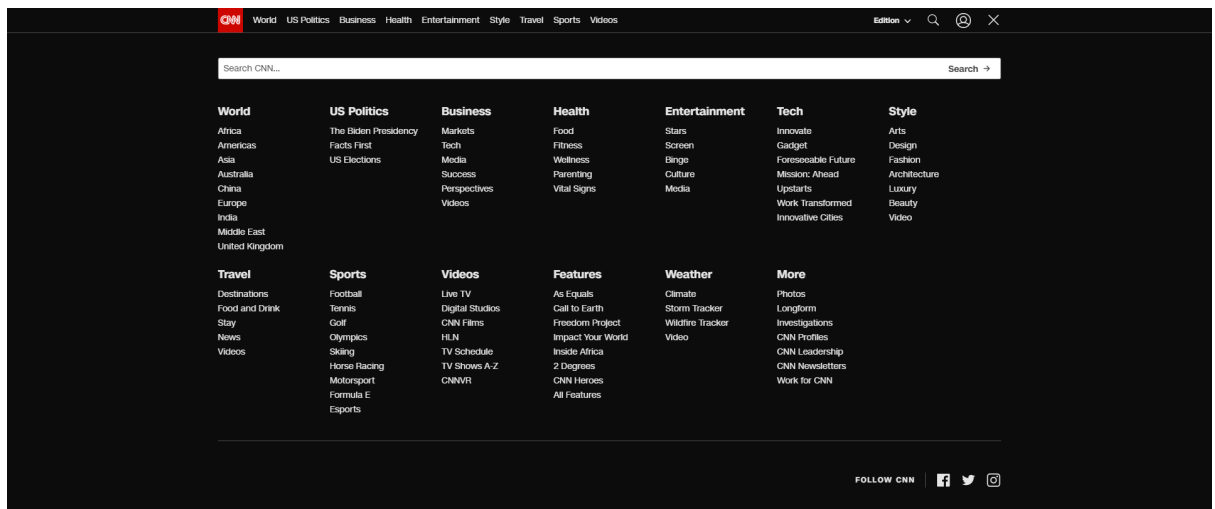 CNN World US Politics Business Health Entertainment Style Travel Sports Videos Edition
Search CNN... Search →
World
Africa
Americas
Asia
Australia
China
Europe
India
Middle East
United Kingdom
US Politics
The Biden Presidency
Facts First
US Elections
Business
Markets
Tech
Media
Success
Perspectives
Videos
Health
Food
Fitness
Wellness
Parenting
Vital Signs
Entertainment
Stars
Screen
Binge
Culture
Media
Tech
Innovate
Gadget
Foreseeable Future
Mission: Ahead
Upstarts
Work Transformed
Innovative Cities
Style
Arts
Design
Fashion
Architecture
Luxury
Beauty
Video
Travel
Destinations
Food and Drink
Stay
News
Videos
Sports
Football
Tennis
Golf
Olympics
Skiing
Horse Racing
Motorsport
Formula E
Esports
Videos
Live TV
Digital Studios
CNN Films
HLN
TV Schedule
TV Shows A-Z
CNNVR
Features
As Equals
Call to Earth
Freedom Project
Impact Your World
Inside Africa
2 Degrees
CNN Heroes
All Features
Weather
Climate
Storm Tracker
Wildfire Tracker
Video
More
Photos
Longform
Investigations
CNN Profiles
CNN Leadership
CNN Newsletters
Work for CNN
FOLLOW CNN